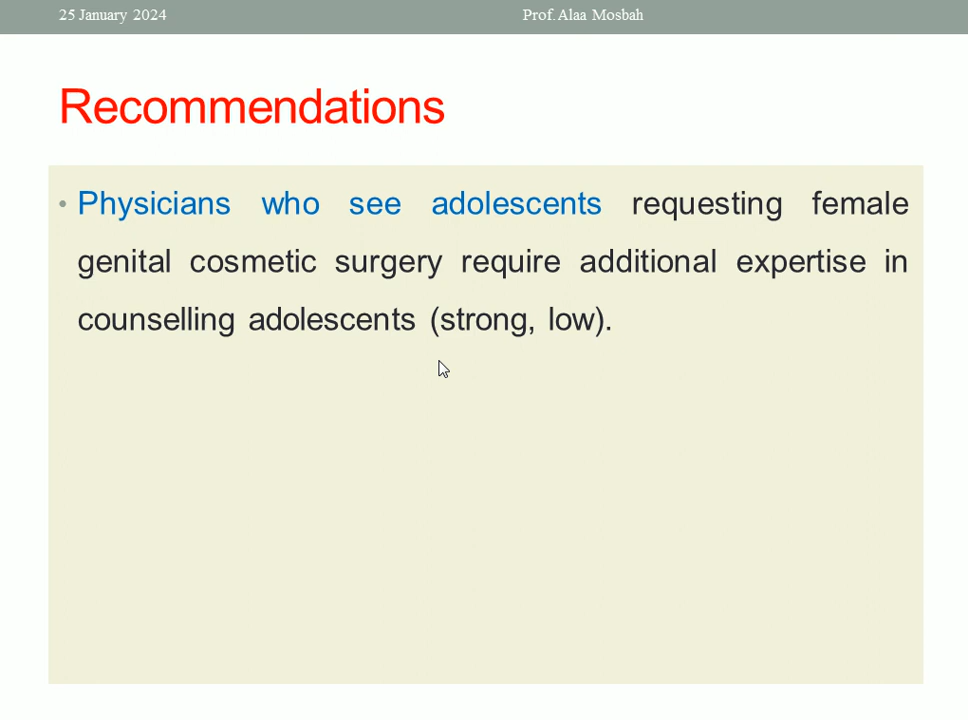 25 January 2024 Prof. Alaa Mosbah
Recommendations
• Physicians who see adolescents requesting female
genital cosmetic surgery require additional expertise in
counselling adolescents (strong, low).